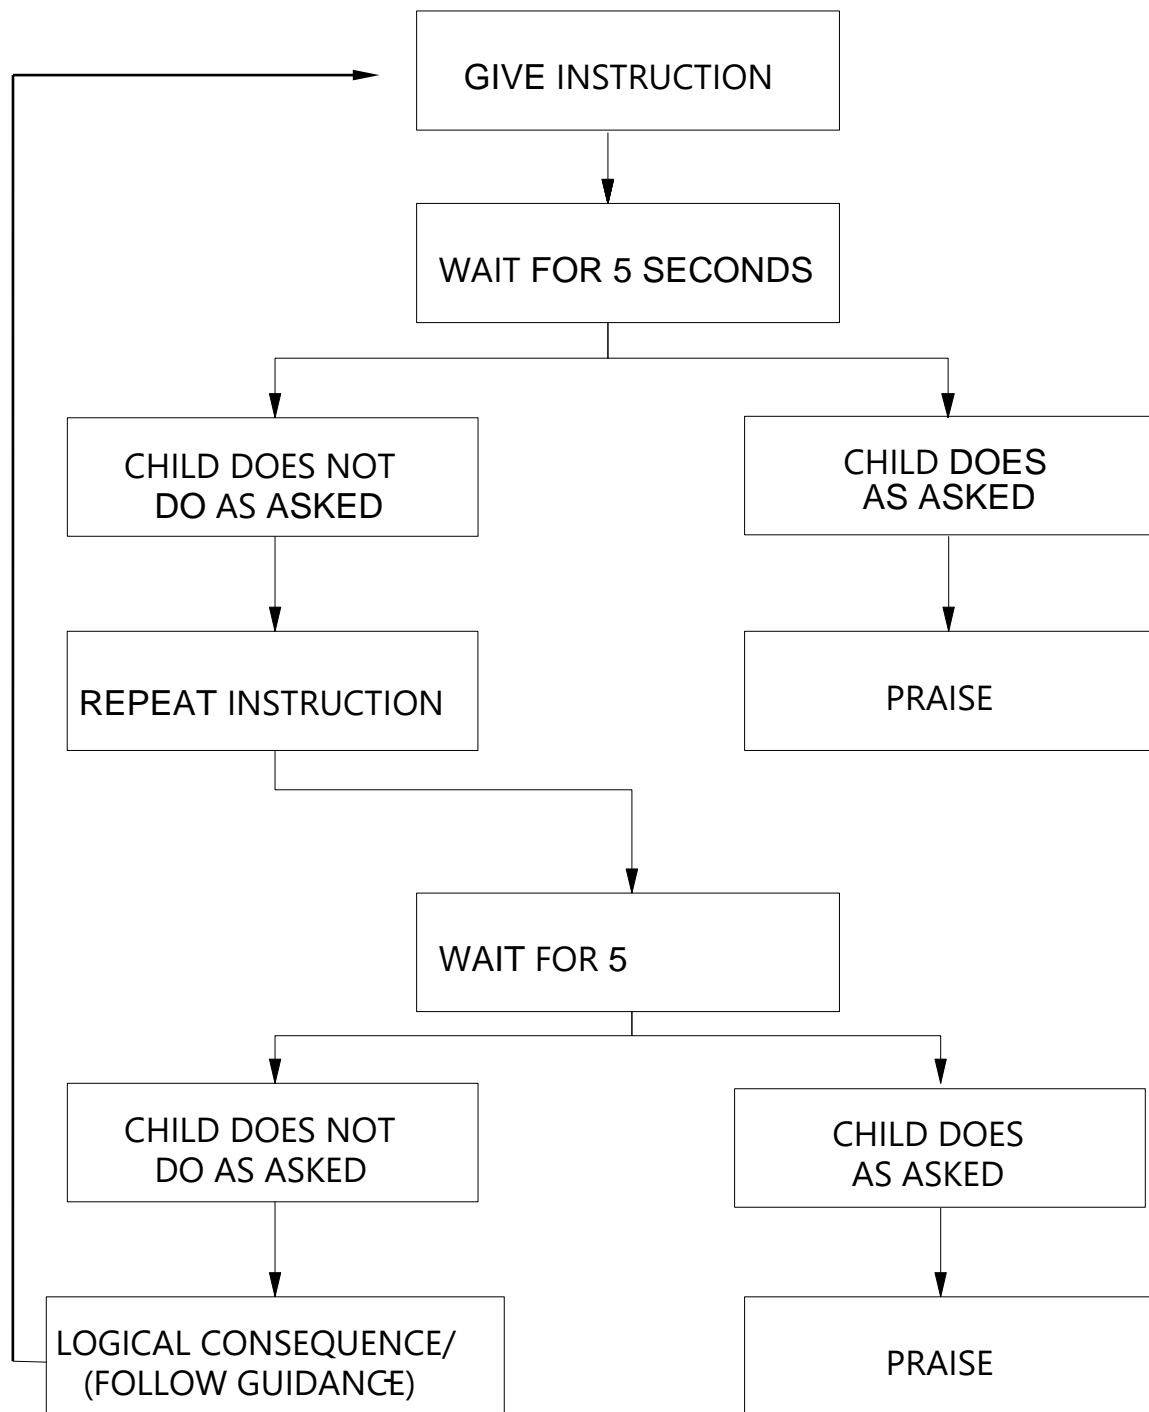 GIVE INSTRUCTION
WAIT FOR 5 SECONDS
CHILD DOES NOT
DO AS ASKED
CHILD DOES
AS ASKED
REPEAT INSTRUCTION
PRAISE
WAIT FOR 5
CHILD DOES NOT
DO AS ASKED
CHILD DOES
AS ASKED
LOGICAL CONSEQUENCE/
(FOLLOW GUIDANCE)
PRAISE